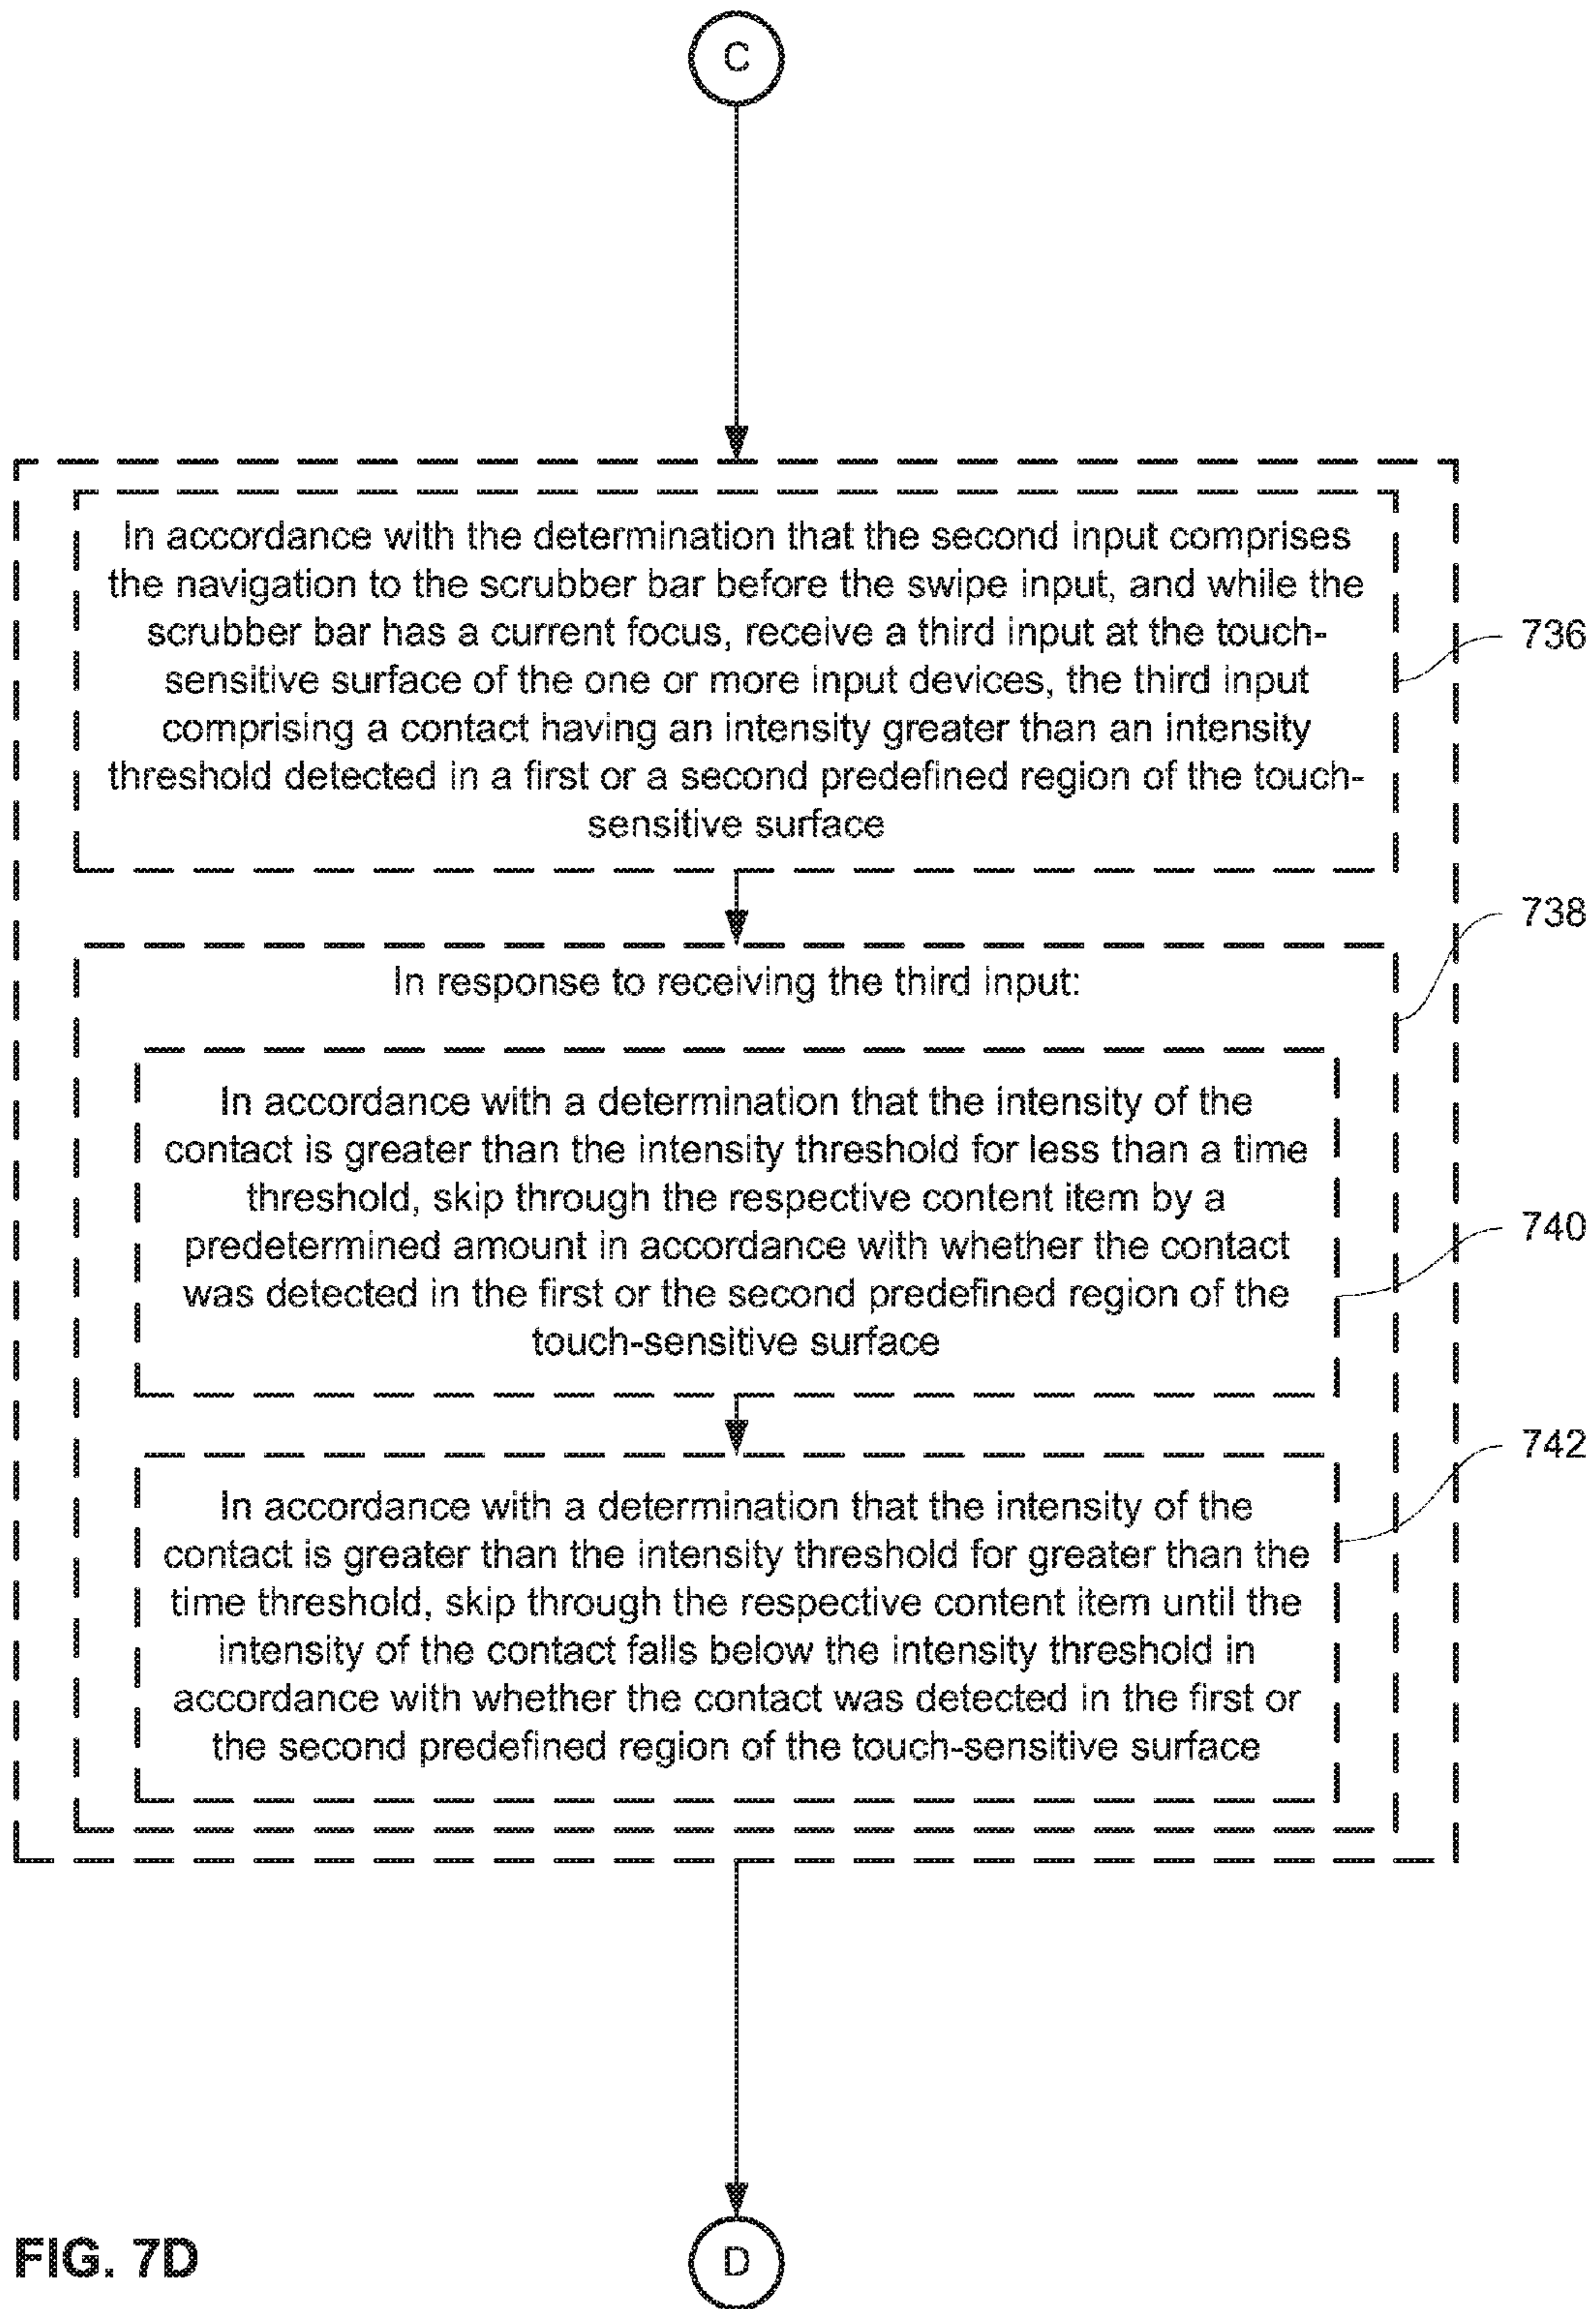 C
In accordance with the determination that the second input comprises
the navigation to the scrubber bar before the swipe input, and while the
scrubber bar has a current focus, receive a third input at the touch-
sensitive surface of the one or more input devices, the third input
comprising a contact having an intensity greater than an intensity
threshold detected in a first or a second predefined region of the touch-
sensitive surface
736
738
In response to receiving the third input:
In accordance with a determination that the intensity of the
contact is greater than the intensity threshold for less than a time
threshold, skip through the respective content item by a
predetermined amount in accordance with whether the contact
was detected in the first or the second predefined region of the
touch-sensitive surface
740
742
In accordance with a determination that the intensity of the
contact is greater than the intensity threshold for greater than the
time threshold, skip through the respective content item until the
intensity of the contact falls below the intensity threshold in
accordance with whether the contact was detected in the first or
the second predefined region of the touch-sensitive surface
FIG. 7D
D